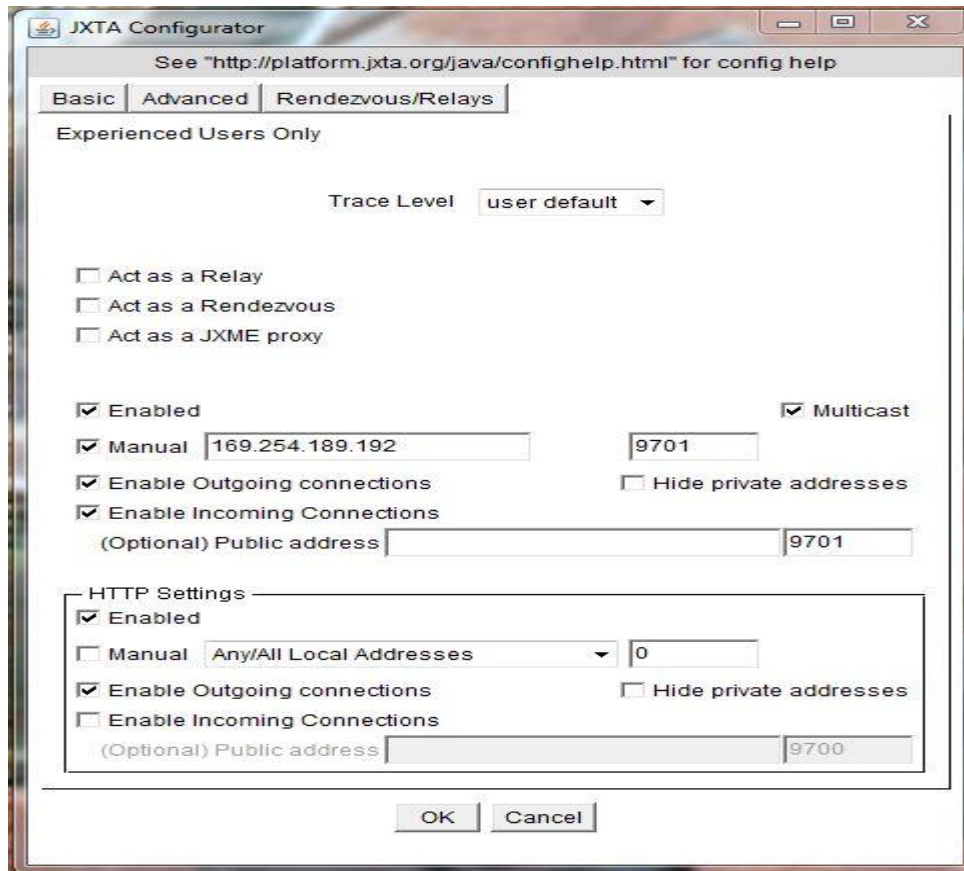 JXTA Configurator
See "http://platform.jxta.org/java/confighelp.html" for config help
Basic Advanced Rendezvous/Relays
Experienced Users Only
Trace Level user default
Act as a Relay
Act as a Rendezvous
Act as a JXME proxy
Enabled Multicast
Manual 169.254.189.192 9701
Enable Outgoing connections Hide private addresses
Enable Incoming Connections
(Optional) Public address 9701
HTTP Settings
Enabled
Manual Any/All Local Addresses 0
Enable Outgoing connections Hide private addresses
Enable Incoming Connections
(Optional) Public address 9700
OK Cancel